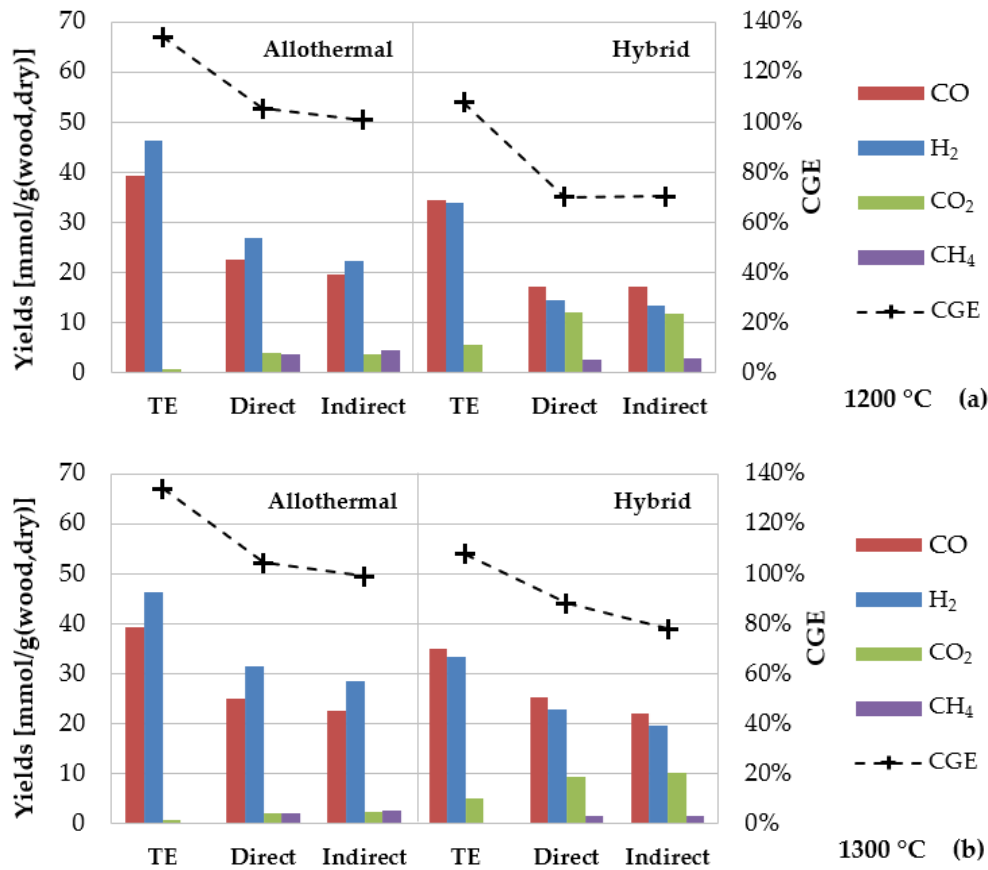 Yields [mmol/g(wood,dry)]
70
60
50
40
30
20
10
0
Allothermal
Hybrid
140%
120%
100%
80%
60%
40%
20%
0%
CGE
CO
H₂
CO₂
CH₄
CGE
TE Direct Indirect TE Direct Indirect
1200 °C (a)
Yields [mmol/g(wood,dry)]
70
60
50
40
30
20
10
0
Allothermal
Hybrid
140%
120%
100%
80%
60%
40%
20%
0%
CGE
CO
H₂
CO₂
CH₄
CGE
TE Direct Indirect TE Direct Indirect
1300 °C (b)